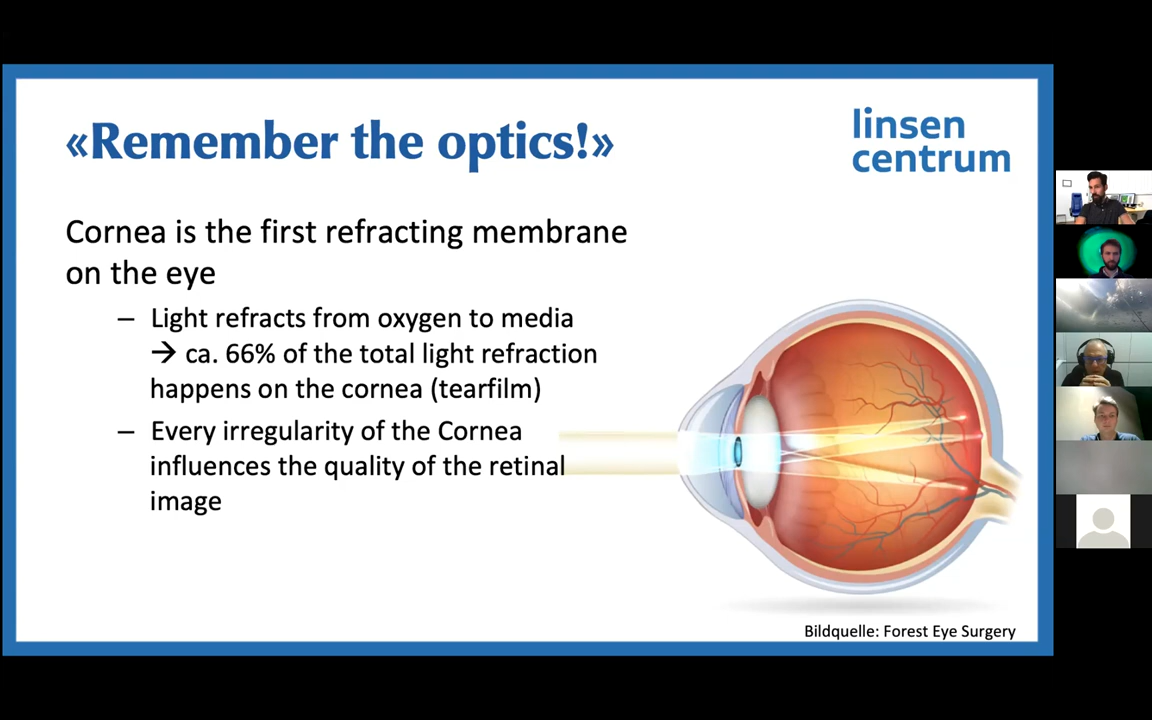 «Remember the optics!»
linsen
centrum
Cornea is the first refracting membrane
on the eye
– Light refracts from oxygen to media
→ ca. 66% of the total light refraction
happens on the cornea (tearfilm)
– Every irregularity of the Cornea
influences the quality of the retinal
image
Bildquelle: Forest Eye Surgery